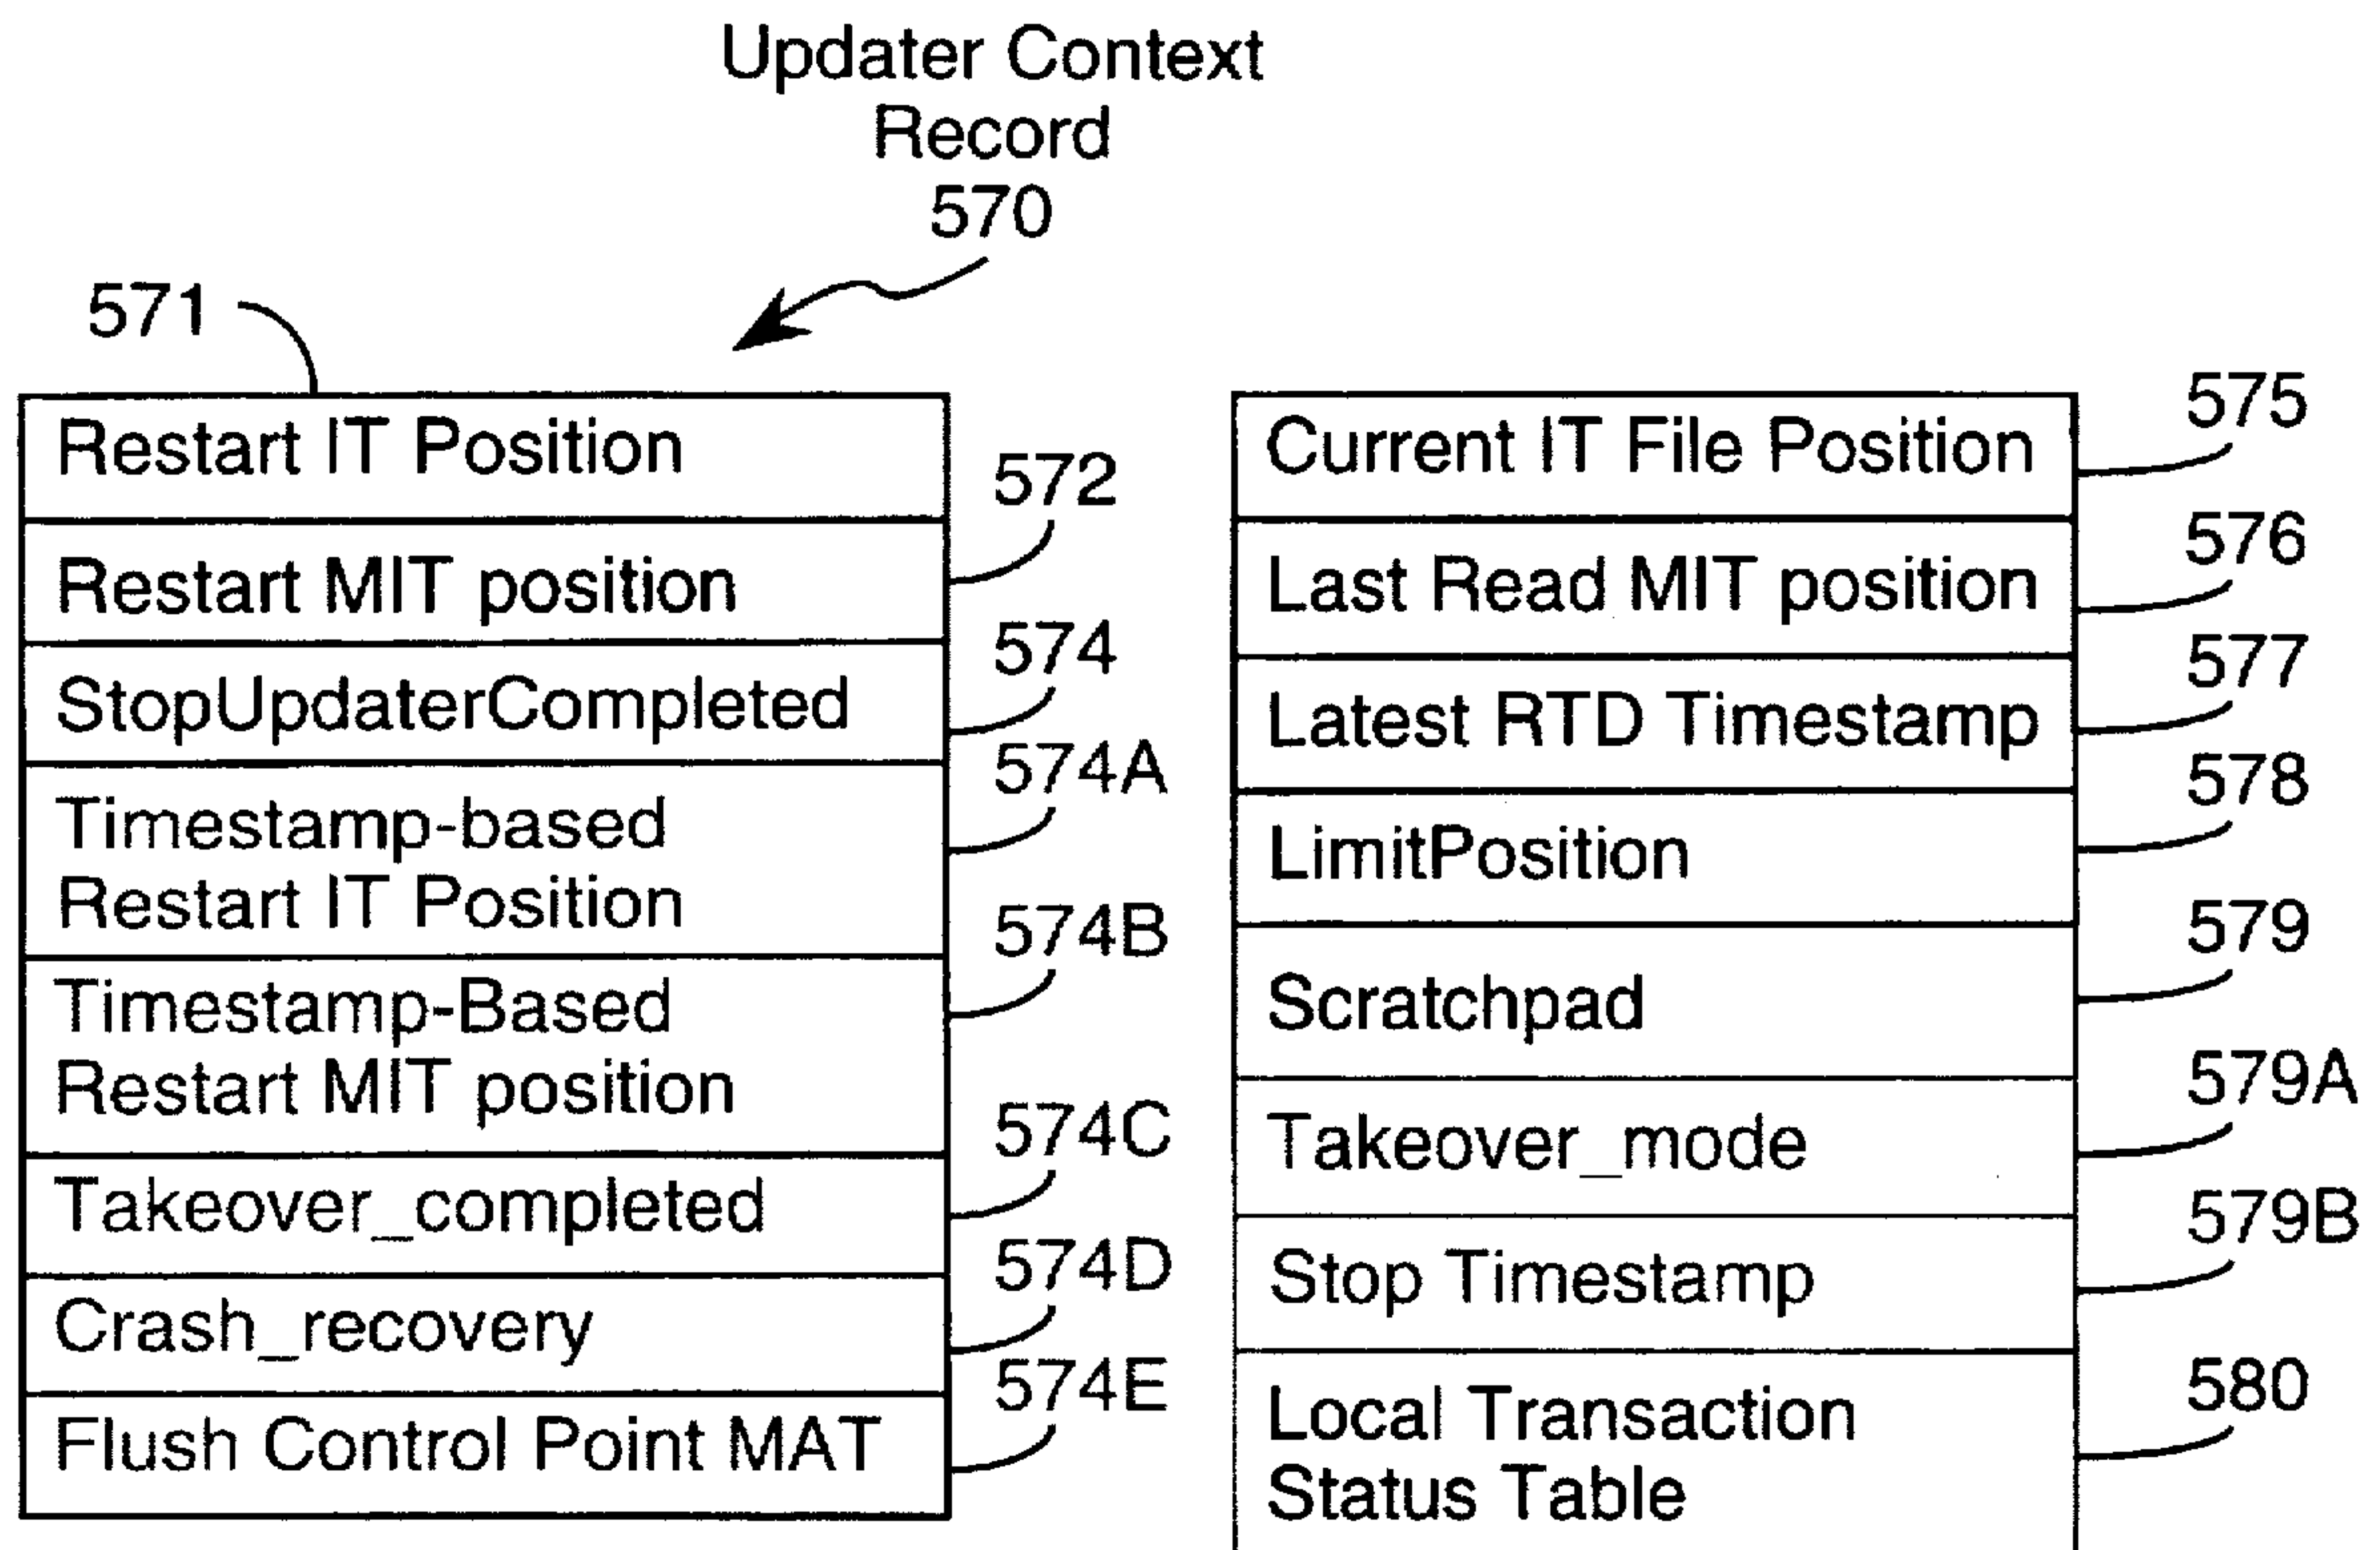 Updater Context
Record
570
571
Restart IT Position
572
Restart MIT position
574
StopUpdaterCompleted
574A
Timestamp-based
Restart IT Position
574B
Timestamp-Based
Restart MIT position
574C
Takeover_completed
574D
Crash_recovery
574E
Flush Control Point MAT
575
Current IT File Position
576
Last Read MIT position
577
Latest RTD Timestamp
578
LimitPosition
579
Scratchpad
579A
Takeover_mode
579B
Stop Timestamp
580
Local Transaction
Status Table